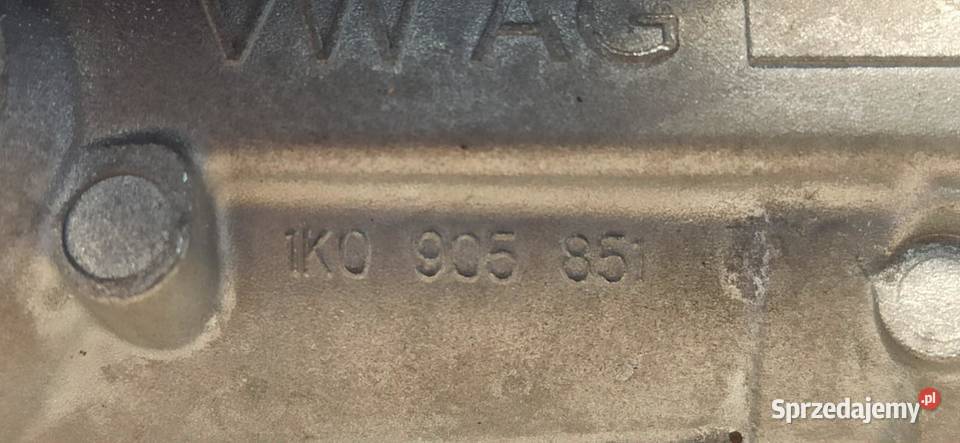 VW AG
1K0 905 851
Sprzedajemy.pl